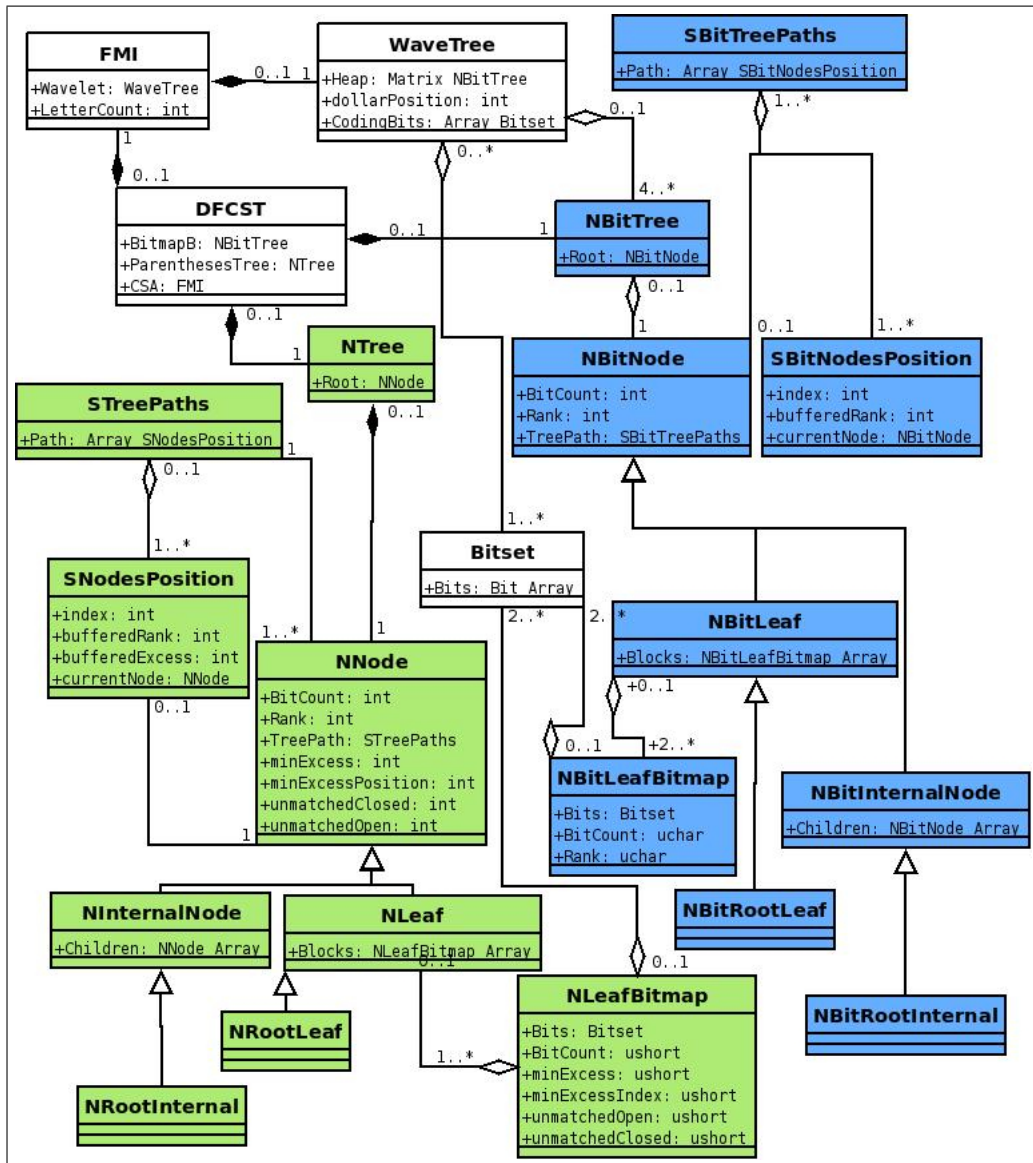 FMI
+Wavelet: WaveTree
+LetterCount: int
0..1
1
WaveTree
+Heap: Matrix NBitTree
+dollarPosition: int
+CodingBits: Array Bitset
0..1
0..*
SBitTreePaths
+Path: Array SBitNodesPosition
1..*
1
0..1
DFCST
+BitmapB: NBitTree
+ParenthesesTree: NTree
+CSA: FMI
0..1
1
0..1
4..*
NBitTree
+Root: NBitNode
0..1
1
1
NTree
+Root: NNode
0..1
NBitNode
+BitCount: int
+Rank: int
+TreePath: SBitTreePaths
0..1
1..*
SBitNodesPosition
+index: int
+bufferedRank: int
+currentNode: NBitNode
STreePaths
+Path: Array SNodesPosition
1
0..1
1..*
SNodesPosition
+index: int
+bufferedRank: int
+bufferedExcess: int
+currentNode: NNode
0..1
1..*
Bitset
+Bits: Bit Array
2..*
2..*
NBitLeaf
+Blocks: NBitLeafBitmap Array
+0..1
1..*
1
NNode
+BitCount: int
+Rank: int
+TreePath: STreePaths
+minExcess: int
+minExcessPosition: int
+unmatchedClosed: int
+unmatchedOpen: int
1
0..1
+2..*
NBitLeafBitmap
+Bits: Bitset
+BitCount: uchar
+Rank: uchar
NBitInternalNode
+Children: NBitNode Array
NInternalNode
+Children: NNode Array
NLeaf
+Blocks: NLeafBitmap Array
0..1
NBitRootLeaf
0..1
NRootLeaf
1..*
NLeafBitmap
+Bits: Bitset
+BitCount: ushort
+minExcess: ushort
+minExcessIndex: ushort
+unmatchedOpen: ushort
+unmatchedClosed: ushort
NBitRootInternal
NRootInternal